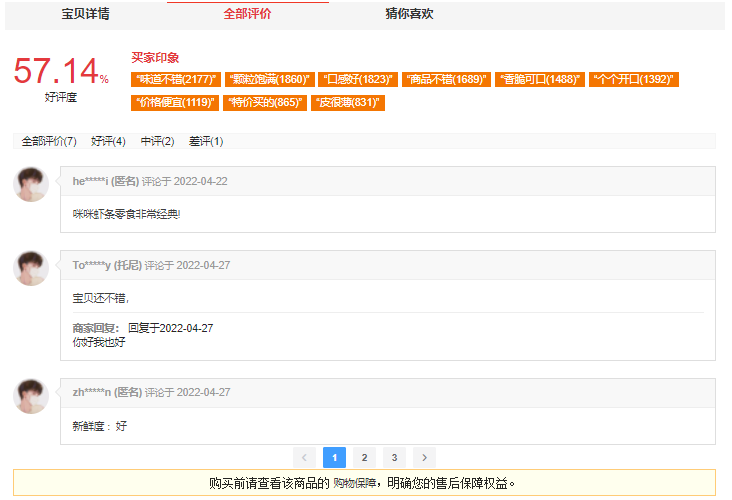 宝贝详情 全部评价 猜你喜欢
57.14%
好评度
买家印象
“味道不错(2177)” “颗粒饱满(1860)” “口感好(1823)” “商品不错(1689)” “香脆可口(1488)” “个个开口(1392)”
“价格便宜(1119)” “特价买的(865)” “皮很薄(831)”
全部评价(7) 好评(4) 中评(2) 差评(1)
he*****i (匿名) 评论于 2022-04-22
咪咪虾条零食非常经典!
To*****y (托尼) 评论于 2022-04-27
宝贝还不错,
商家回复: 回复于2022-04-27
你好我也好
zh*****n (匿名) 评论于 2022-04-27
新鲜度：好
< 1 2 3 >
购买前请查看该商品的 购物保障，明确您的售后保障权益。